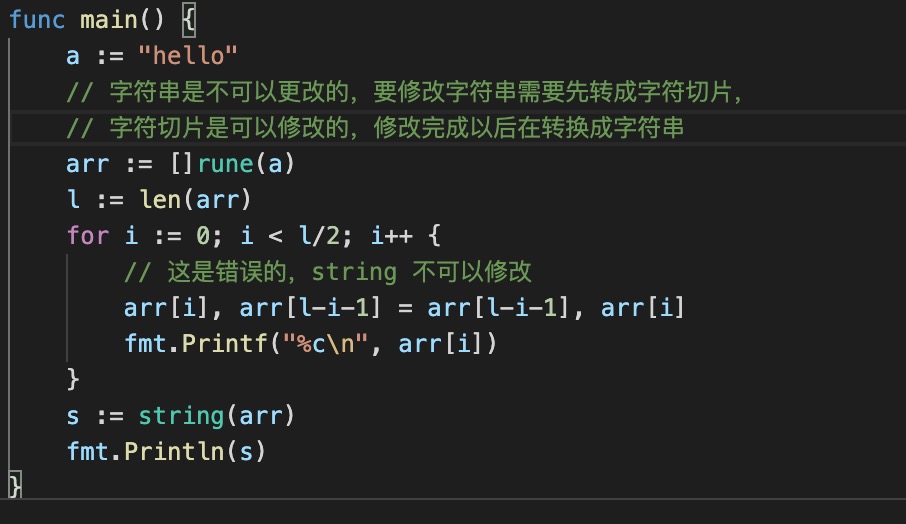 func main() {
    a := "hello"
    // 字符串是不可以更改的，要修改字符串需要先转成字符切片，
    // 字符切片是可以修改的，修改完成以后在转换成字符串
    arr := []rune(a)
    l := len(arr)
    for i := 0; i < l/2; i++ {
        // 这是错误的，string 不可以修改
        arr[i], arr[l-i-1] = arr[l-i-1], arr[i]
        fmt.Printf("%c\n", arr[i])
    }
    s := string(arr)
    fmt.Println(s)
}